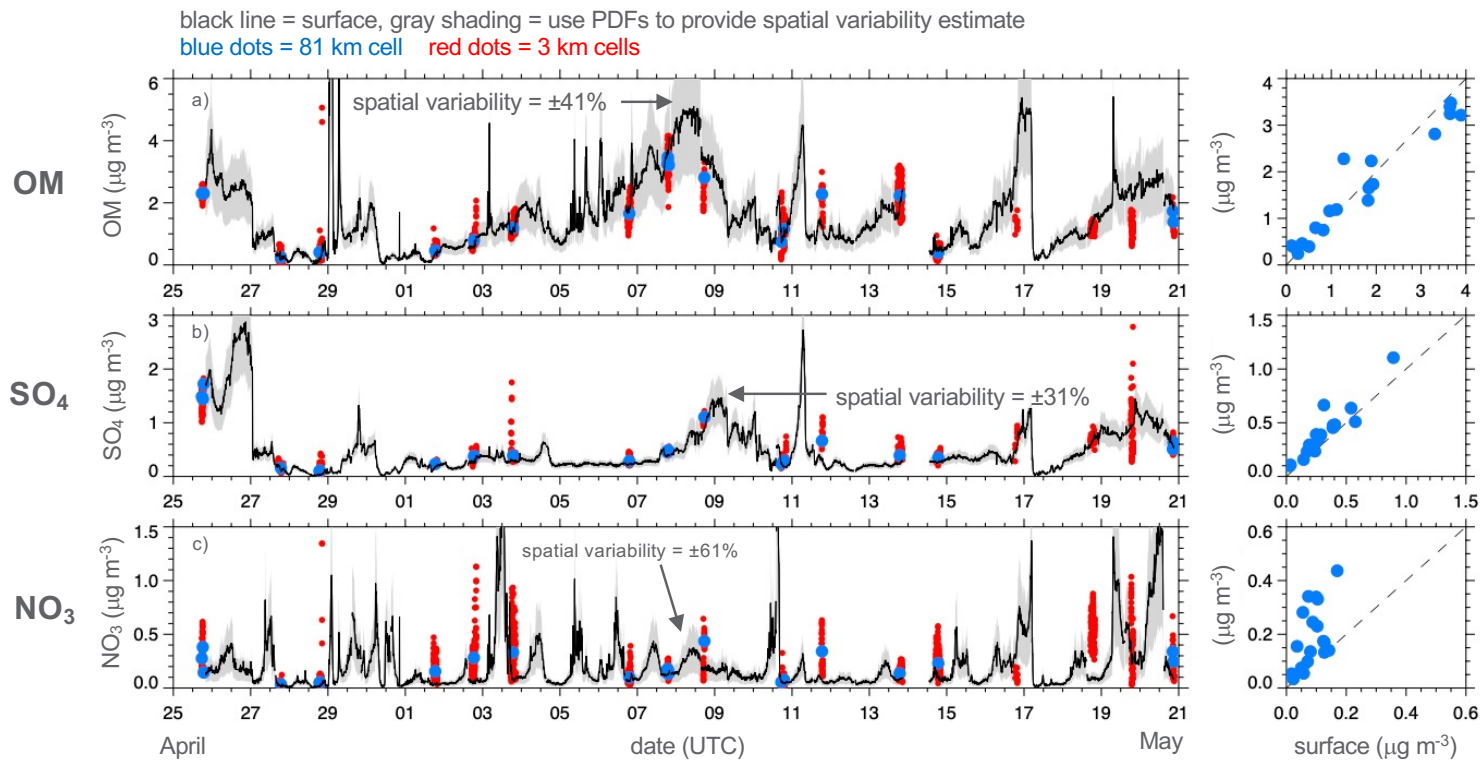 black line = surface, gray shading = use PDFs to provide spatial variability estimate
blue dots = 81 km cell red dots = 3 km cells
OM
OM (µg m⁻³)
6
4
2
0
a)
spatial variability = ±41%
25 27 29 01 03 05 07 09 11 13 15 17 19 21
(µg m⁻³)
4
3
2
1
0
0 1 2 3 4
SO₄
SO₄ (µg m⁻³)
3
2
1
0
b)
spatial variability = ±31%
25 27 29 01 03 05 07 09 11 13 15 17 19 21
(µg m⁻³)
1.5
1.0
0.5
0.0
0.0 0.5 1.0 1.5
NO₃
NO₃ (µg m⁻³)
1.5
1.0
0.5
0.0
c)
spatial variability = ±61%
25 27 29 01 03 05 07 09 11 13 15 17 19 21
April date (UTC) May
(µg m⁻³)
0.6
0.4
0.2
0.0
0.0 0.2 0.4 0.6
surface (µg m⁻³)